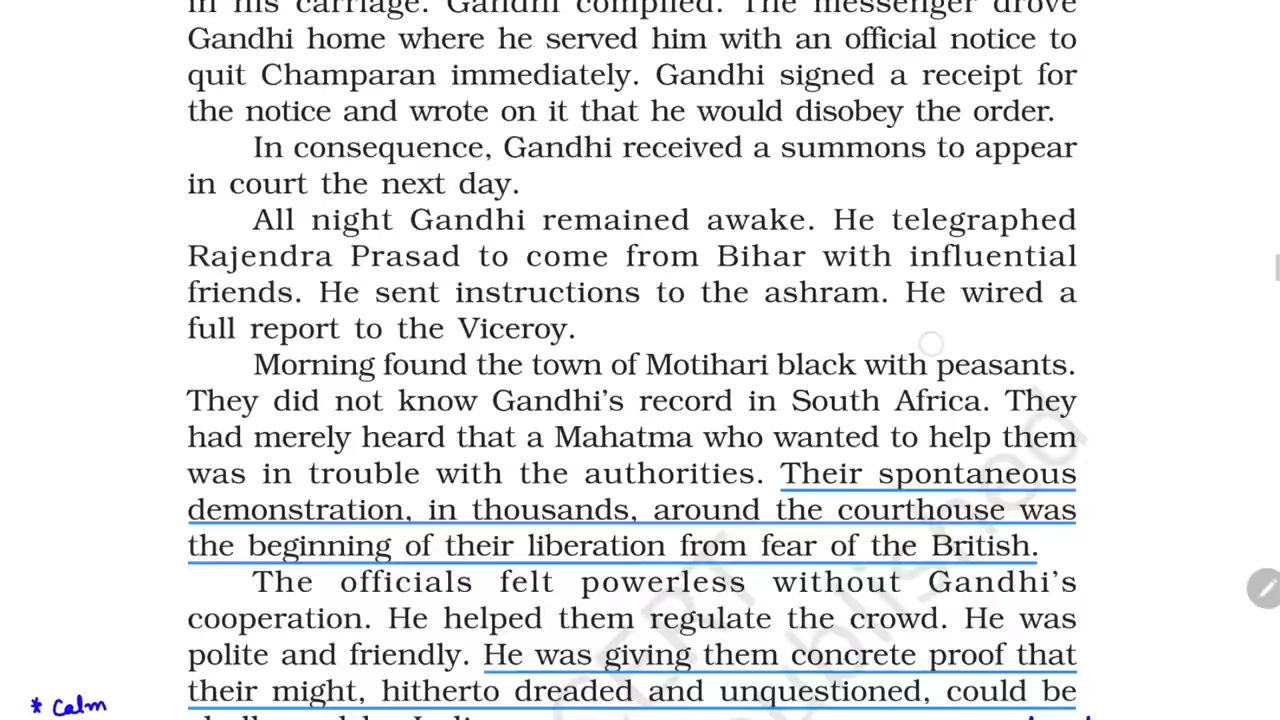 in his carriage. Gandhi complied. The messenger drove
Gandhi home where he served him with an official notice to
quit Champaran immediately. Gandhi signed a receipt for
the notice and wrote on it that he would disobey the order.
In consequence, Gandhi received a summons to appear
in court the next day.
All night Gandhi remained awake. He telegraphed
Rajendra Prasad to come from Bihar with influential
friends. He sent instructions to the ashram. He wired a
full report to the Viceroy.
Morning found the town of Motihari black with peasants.
They did not know Gandhi's record in South Africa. They
had merely heard that a Mahatma who wanted to help them
was in trouble with the authorities. Their spontaneous
demonstration, in thousands, around the courthouse was
the beginning of their liberation from fear of the British.
The officials felt powerless without Gandhi's
cooperation. He helped them regulate the crowd. He was
polite and friendly. He was giving them concrete proof that
their might, hitherto dreaded and unquestioned, could be
* Calm